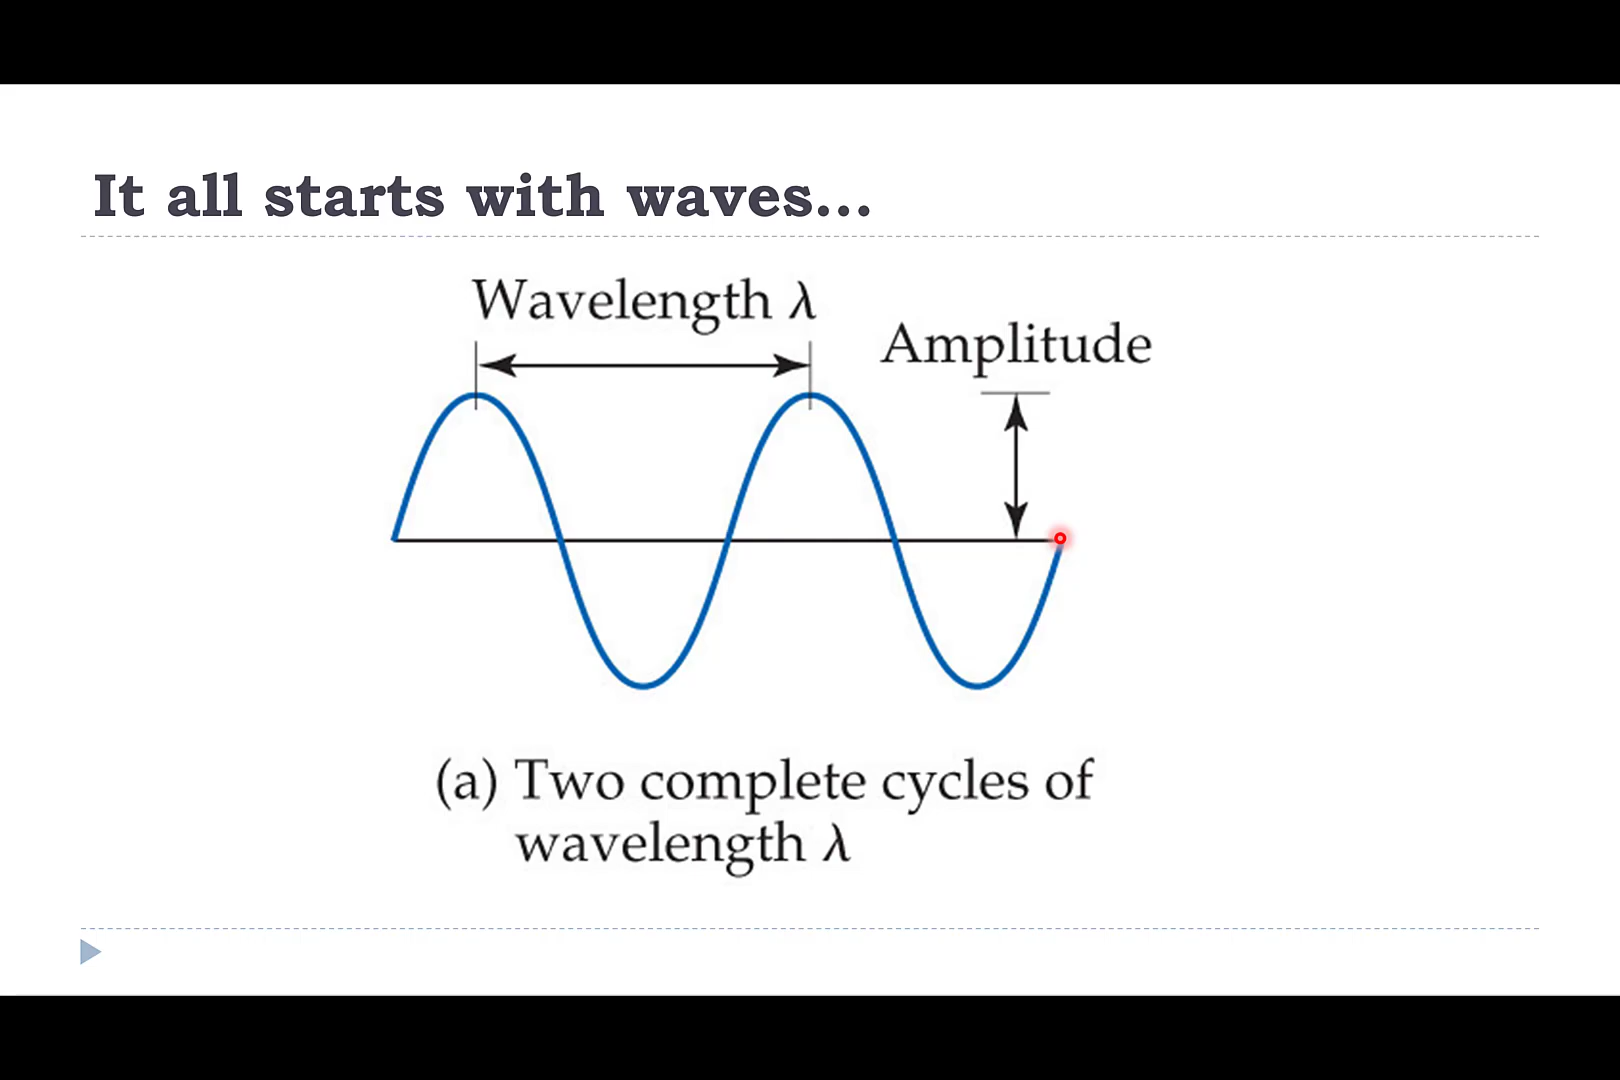 It all starts with waves...
Wavelength λ
Amplitude
(a) Two complete cycles of
wavelength λ